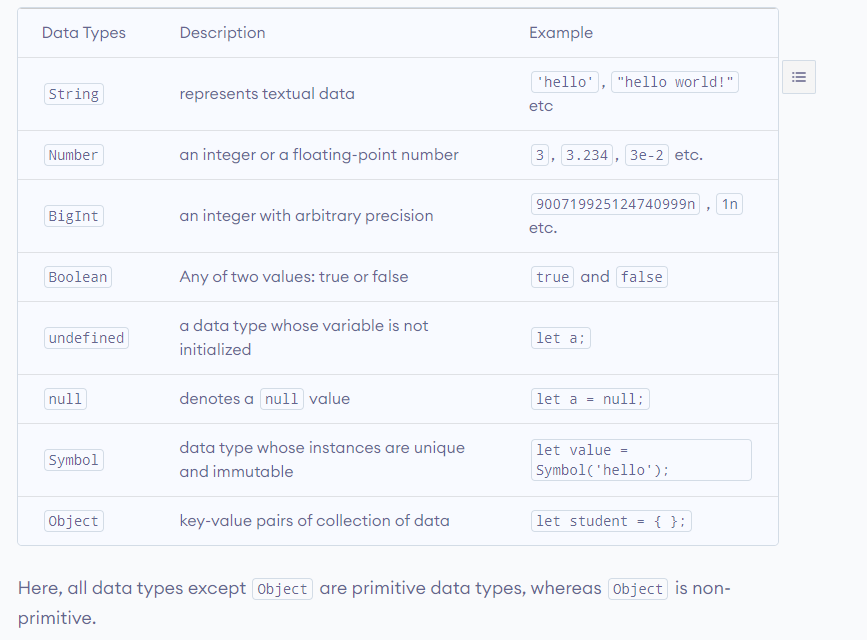 Data Types Description Example
String represents textual data 'hello' , "hello world!" etc
Number an integer or a floating-point number 3 , 3.234 , 3e-2 etc.
BigInt an integer with arbitrary precision 900719925124740999n , 1n etc.
Boolean Any of two values: true or false true and false
undefined a data type whose variable is not initialized let a;
null denotes a null value let a = null;
Symbol data type whose instances are unique and immutable let value = Symbol('hello');
Object key-value pairs of collection of data let student = { };
Here, all data types except Object are primitive data types, whereas Object is non-
primitive.